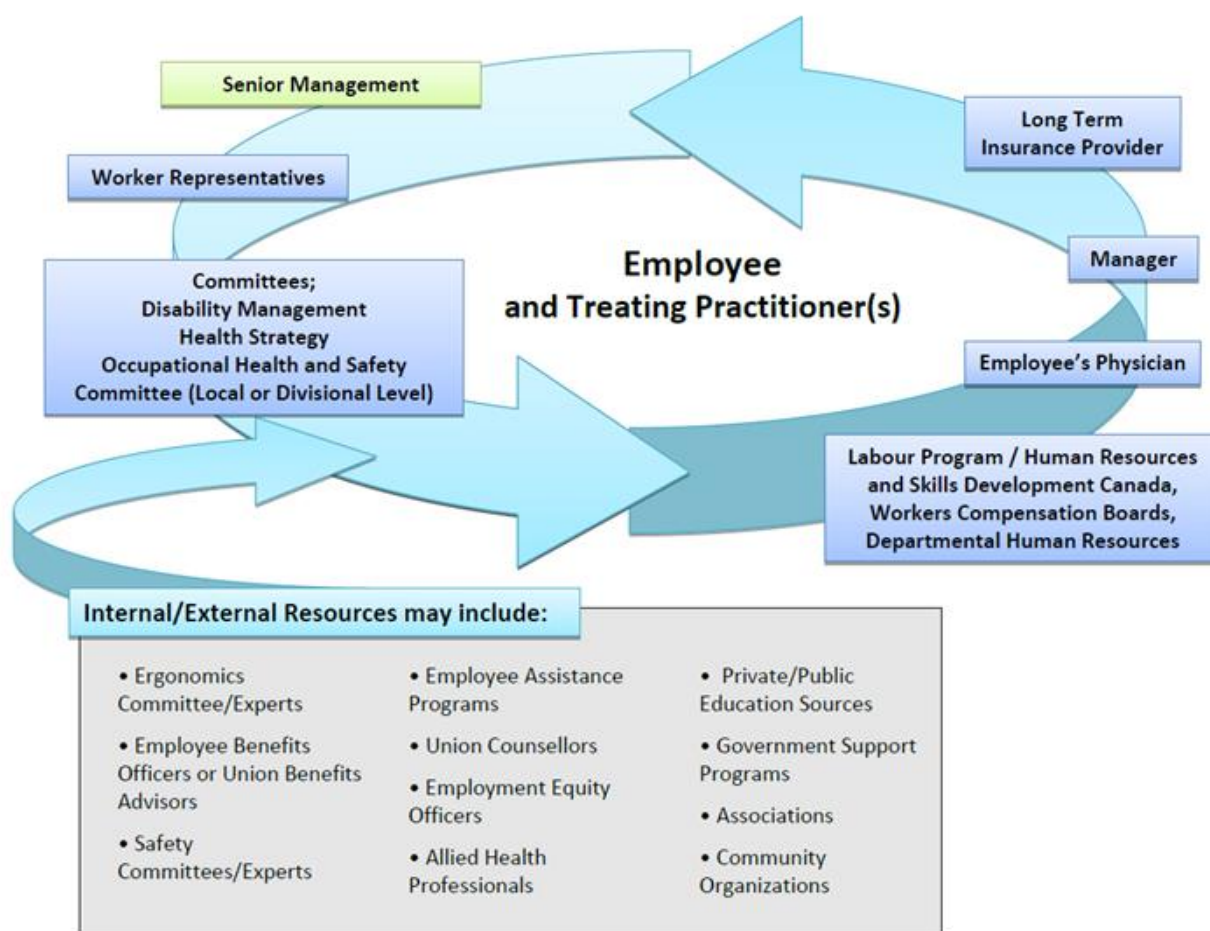 Senior Management
Long Term
Insurance Provider
Worker Representatives
Manager
Employee
and Treating Practitioner(s)
Committees;
Disability Management
Health Strategy
Occupational Health and Safety
Committee (Local or Divisional Level)
Employee's Physician
Labour Program / Human Resources
and Skills Development Canada,
Workers Compensation Boards,
Departmental Human Resources
Internal/External Resources may include:
• Ergonomics
Committee/Experts
• Employee Benefits
Officers or Union Benefits
Advisors
• Safety
Committees/Experts
• Employee Assistance
Programs
• Union Counsellors
• Employment Equity
Officers
• Allied Health
Professionals
• Private/Public
Education Sources
• Government Support
Programs
• Associations
• Community
Organizations